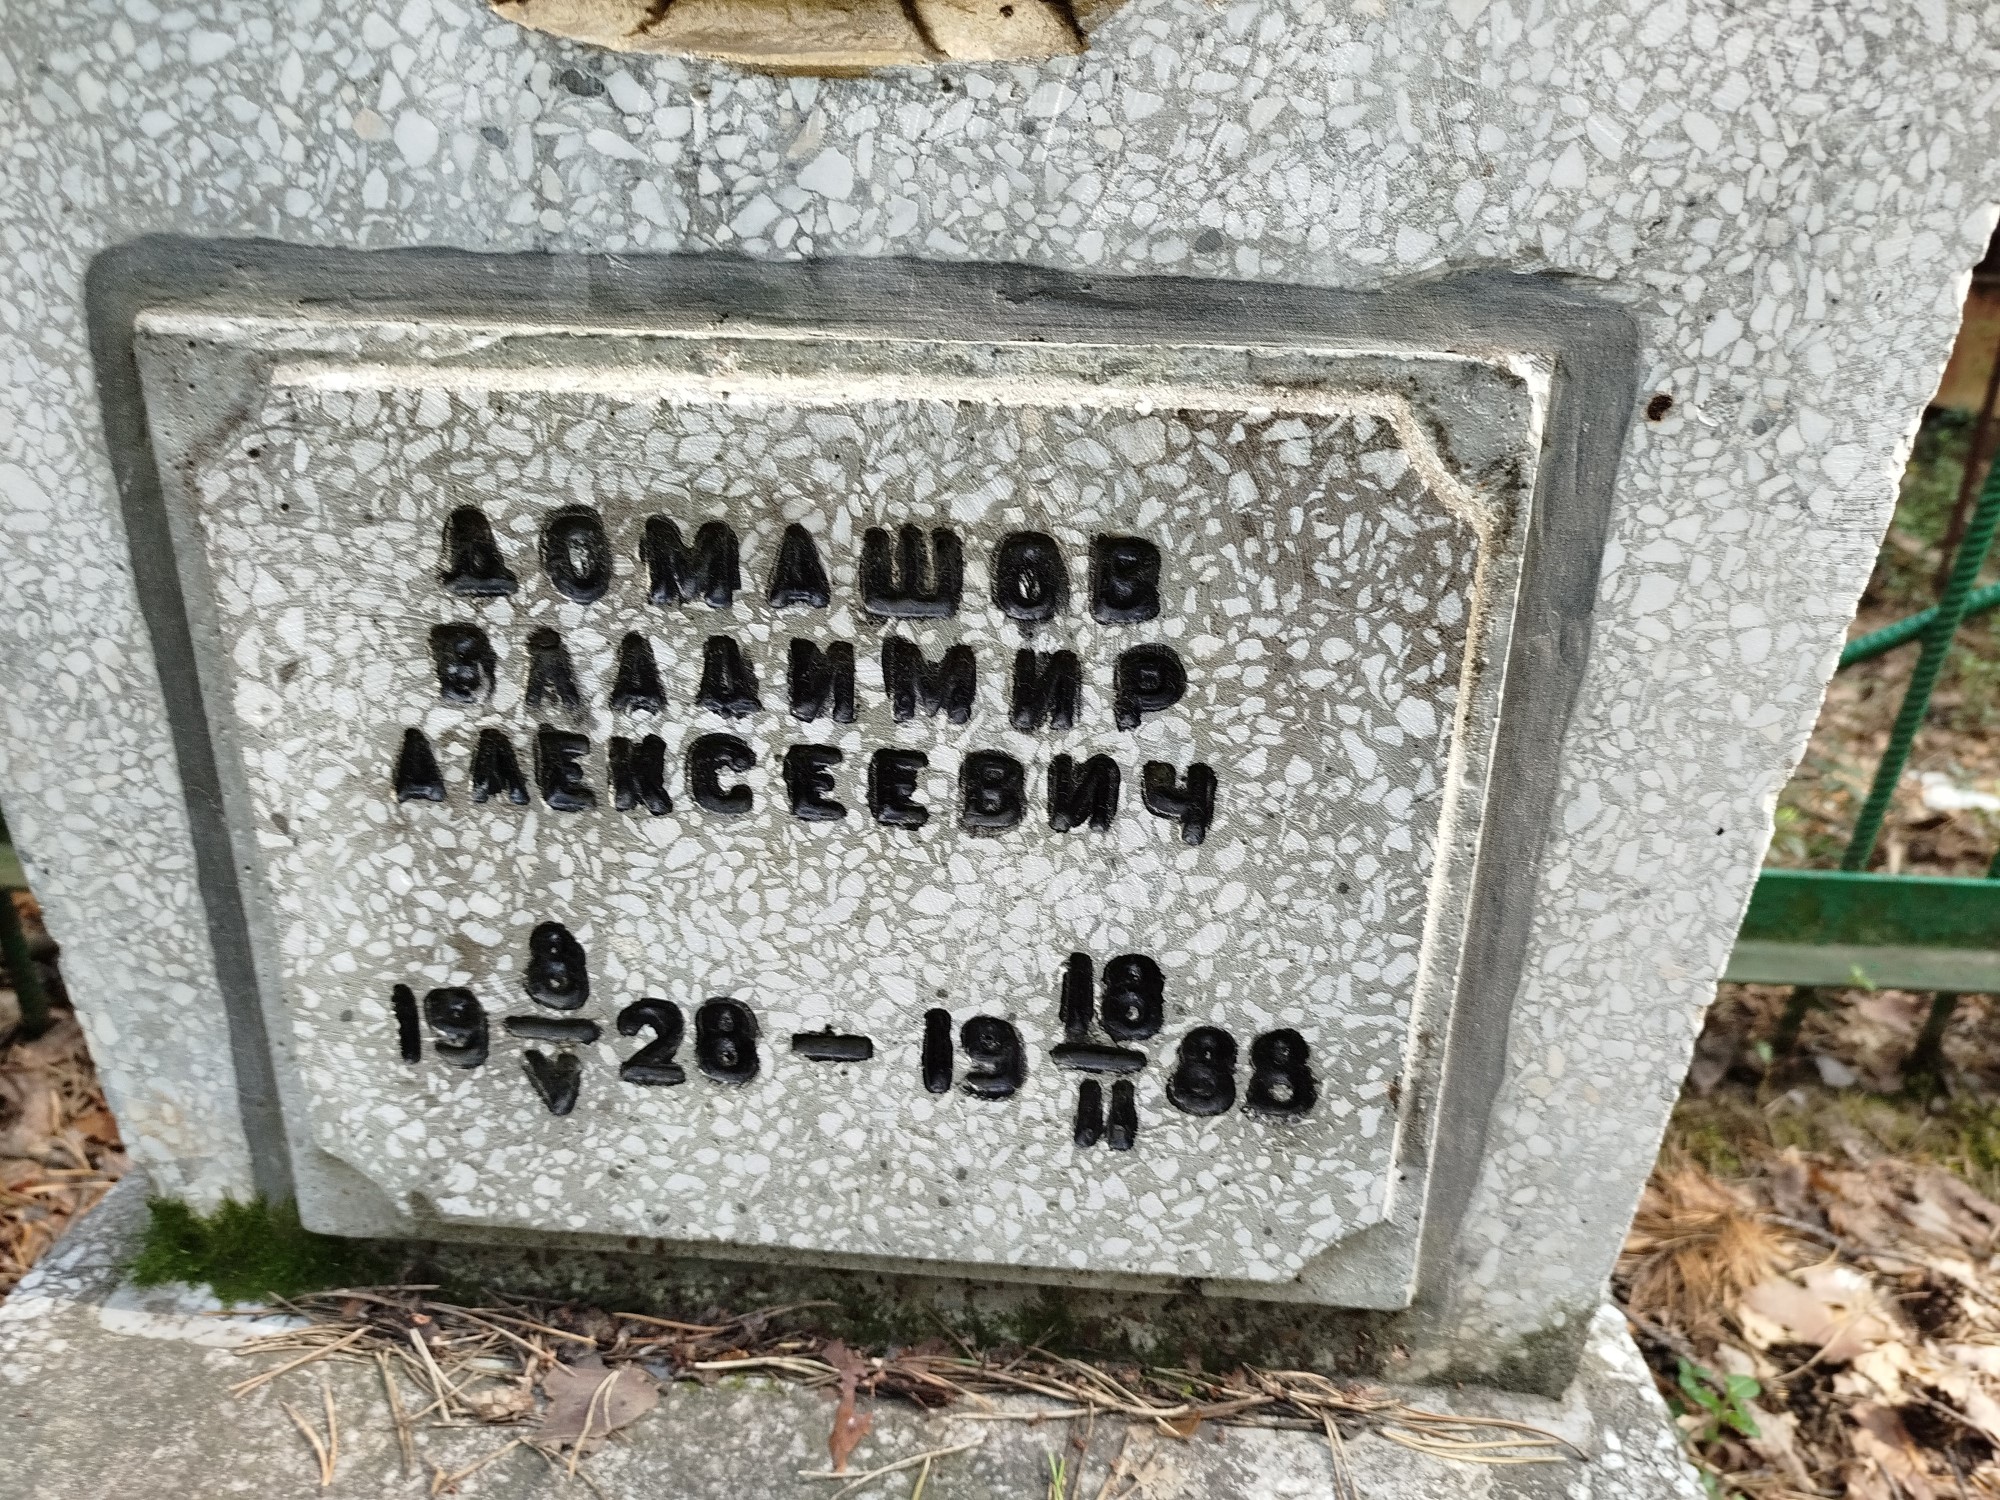 ДОМАШОВ
ВЛАДИМИР
АЛЕКСЕЕВИЧ
19 8/V 28 — 19 18/II 88